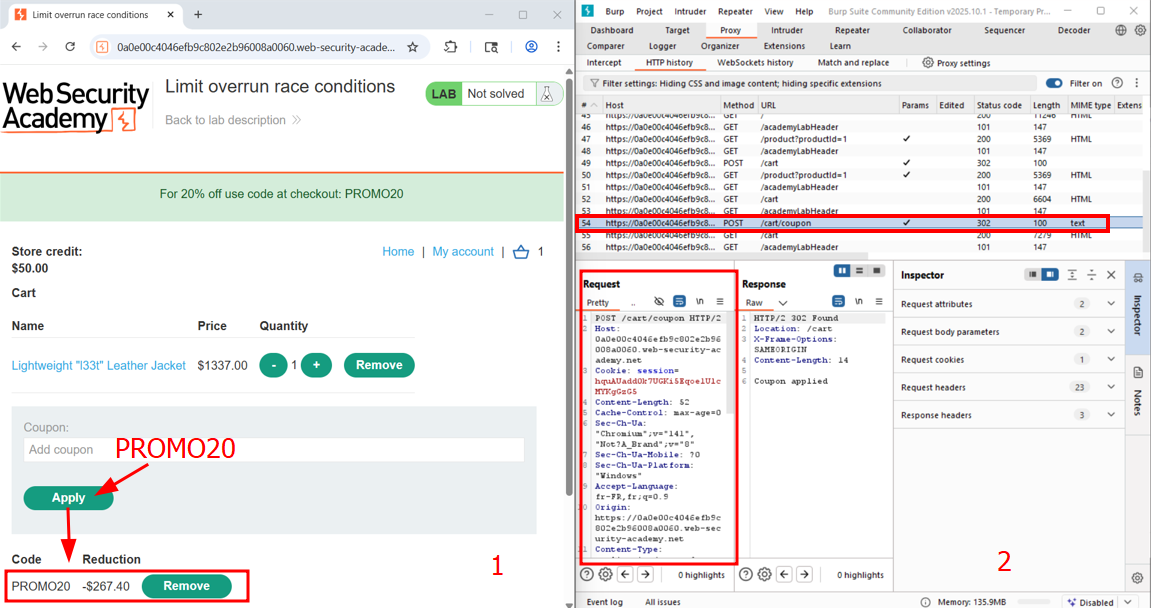 Limit overrun race conditions
0a0e00c4046efb9c802e2b96008a0060.web-security-acade...
Web Security
Academy
Limit overrun race conditions
Back to lab description
LAB Not solved
For 20% off use code at checkout: PROMO20
Store credit:
$50.00
Home | My account | 1
Cart
Name Price Quantity
Lightweight "l33t" Leather Jacket $1337.00 - 1 + Remove
Coupon:
Add coupon
PROMO20
Apply
Code Reduction
PROMO20 -$267.40 Remove
1
Burp Project Intruder Repeater View Help Burp Suite Community Edition v2025.10.1 - Temporary Pr...
Dashboard Target Proxy Intruder Repeater Collaborator Sequencer Decoder
Comparer Logger Organizer Extensions Learn
Intercept HTTP history WebSockets history Match and replace Proxy settings
Filter settings: Hiding CSS and image content; hiding specific extensions Filter on
# Host Method URL Params Edited Status code Length MIME type Extens
45 https://0a0e00c4046efb9c8... GET / 200 11246 HTML
46 https://0a0e00c4046efb9c8... GET /academyLabHeader 101 147
47 https://0a0e00c4046efb9c8... GET /product?productId=1 ✓ 200 5369 HTML
48 https://0a0e00c4046efb9c8... GET /academyLabHeader 101 147
49 https://0a0e00c4046efb9c8... POST /cart ✓ 302 100
50 https://0a0e00c4046efb9c8... GET /product?productId=1 ✓ 200 5369 HTML
51 https://0a0e00c4046efb9c8... GET /academyLabHeader 101 147
52 https://0a0e00c4046efb9c8... GET /cart 200 6604 HTML
53 https://0a0e00c4046efb9c8... GET /academyLabHeader 101 147
54 https://0a0e00c4046efb9c8... POST /cart/coupon ✓ 302 100 text
55 https://0a0e00c4046efb9c8... GET /cart 200 7279 HTML
56 https://0a0e00c4046efb9c8... GET /academyLabHeader 101 147
Request
Pretty ..
1 POST /cart/coupon HTTP/2
2 Host:
0a0e00c4046efb9c802e2b96
008a0060.web-security-ac
ademy.net
3 Cookie: session=
4 Content-Length: 52
5 Cache-Control: max-age=0
6 Sec-Ch-Ua:
"Chromium";v="141",
"Not?A_Brand";v="8"
7 Sec-Ch-Ua-Mobile: ?0
8 Sec-Ch-Ua-Platform:
"Windows"
9 Accept-Language:
fr-FR,fr;q=0.9
10 Origin:
https://0a0e00c4046efb9c
802e2b96008a0060.web-sec
urity-academy.net
11 Content-Type:
0 highlights
Response
Raw
1 HTTP/2 302 Found
2 Location: /cart
3 X-Frame-Options:
SAMEORIGIN
4 Content-Length: 14
5
6 Coupon applied
0 highlights
Inspector
Request attributes 2
Request body parameters 2
Request cookies 1
Request headers 23
Response headers 3
2
Inspector
Notes
Event log All issues Memory: 135.9MB Disabled